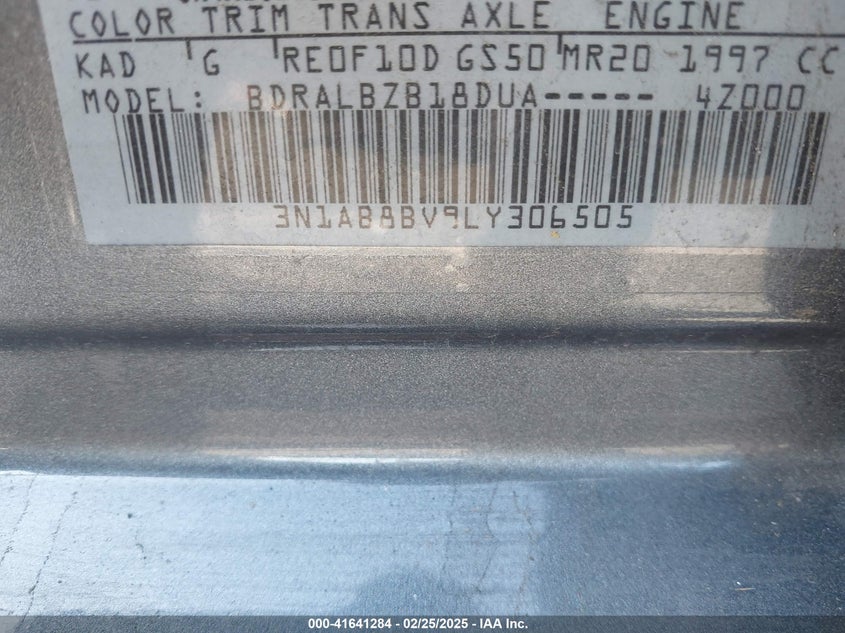 COLOR TRIM TRANS AXLE ENGINE
KAD G RE0F10D GS50 MR20 1997 CC
MODEL: BDRALBZB18DUA----- 4Z000
3N1AB8BV9LY306505
000-41641284 - 02/25/2025 - IAA Inc.